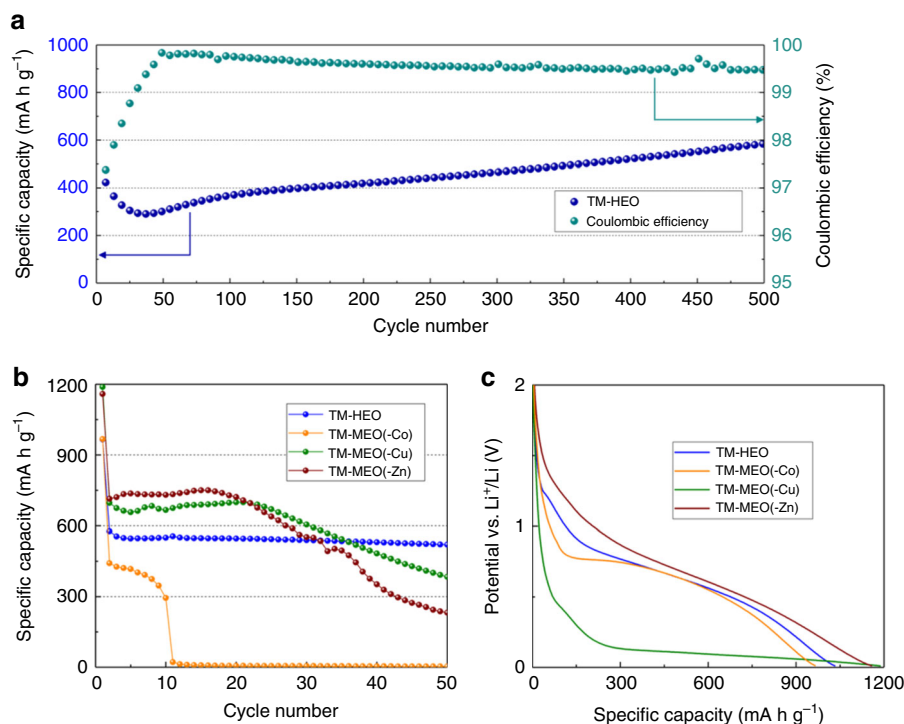 a
1000
800
600
400
200
0
Specific capacity (mA h g⁻¹)
100
99
98
97
96
95
Coulombic efficiency (%)
TM-HEO
Coulombic efficiency
0 50 100 150 200 250 300 350 400 450 500
Cycle number
b
1200
900
600
300
0
Specific capacity (mA h g⁻¹)
TM-HEO
TM-MEO(-Co)
TM-MEO(-Cu)
TM-MEO(-Zn)
0 10 20 30 40 50
Cycle number
c
2
1
0
Potential vs. Li⁺/Li (V)
TM-HEO
TM-MEO(-Co)
TM-MEO(-Cu)
TM-MEO(-Zn)
0 300 600 900 1200
Specific capacity (mA h g⁻¹)